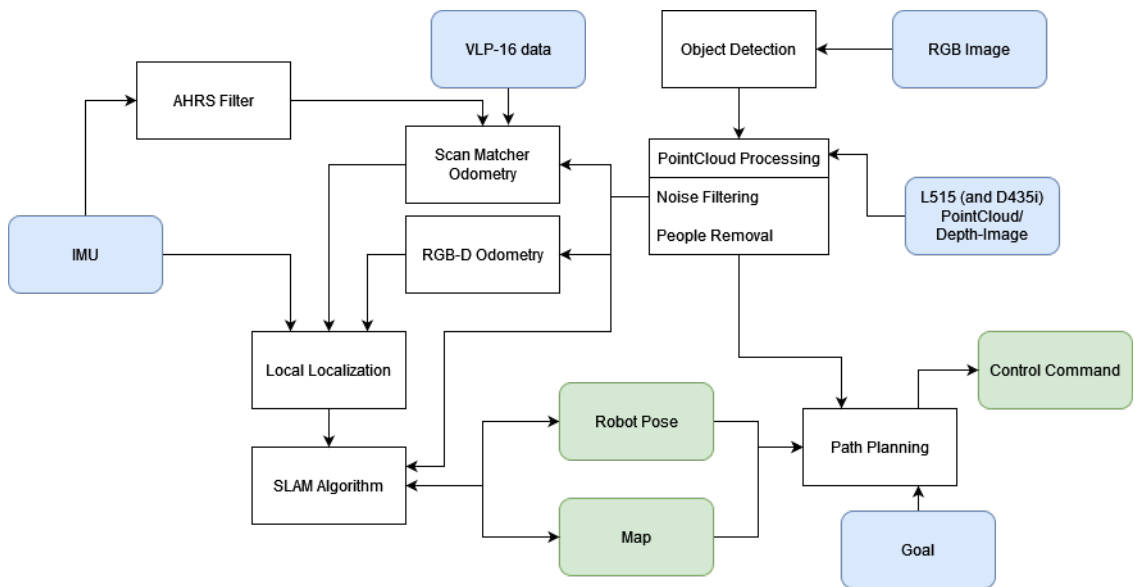 VLP-16 data
Object Detection
RGB Image
AHRS Filter
Scan Matcher
Odometry
PointCloud Processing
Noise Filtering
People Removal
L515 (and D435i)
PointCloud/
Depth-Image
IMU
RGB-D Odometry
Local Localization
Control Command
Robot Pose
Path Planning
SLAM Algorithm
Map
Goal